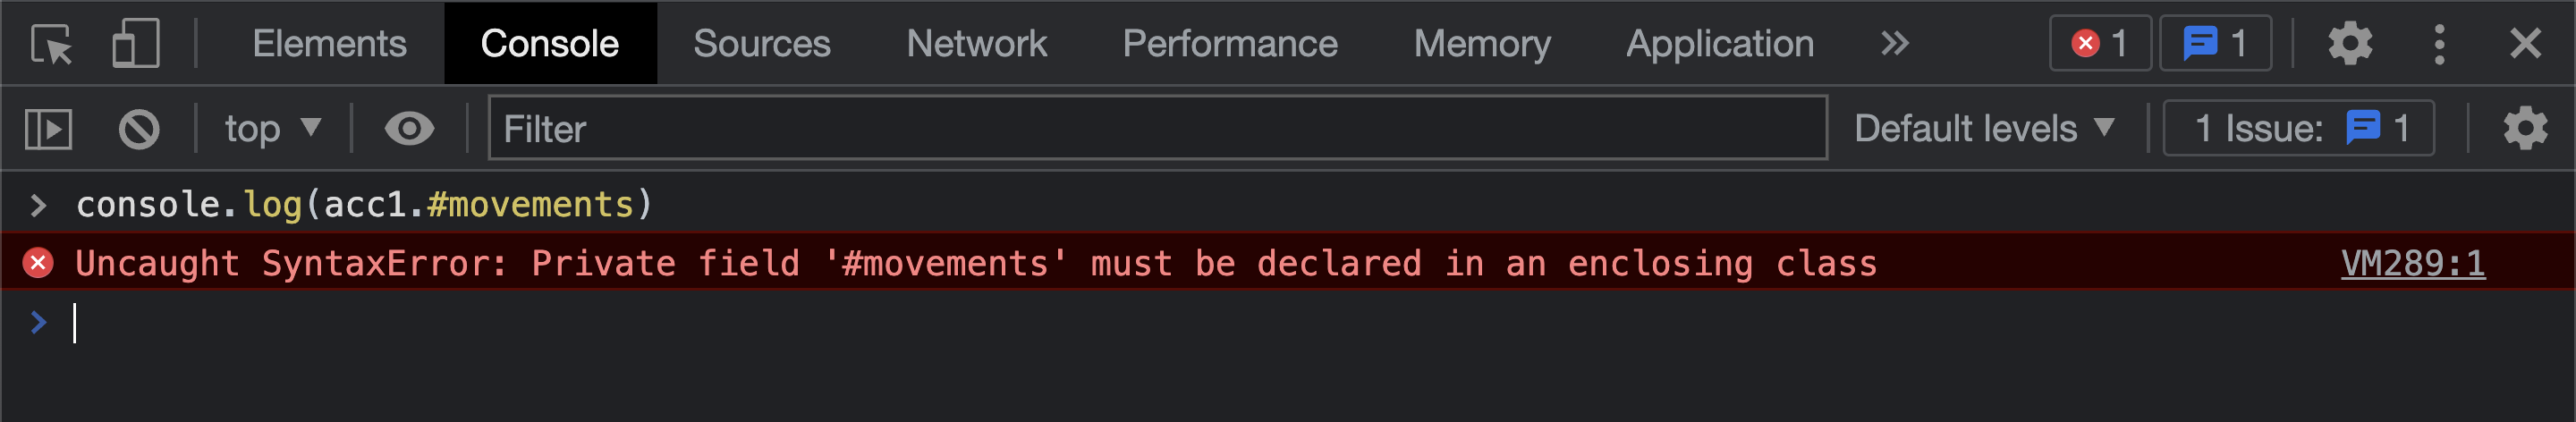 Elements Console Sources Network Performance Memory Application 1 1
top Filter Default levels 1 Issue: 1
console.log(acc1.#movements)
Uncaught SyntaxError: Private field '#movements' must be declared in an enclosing class VM289:1